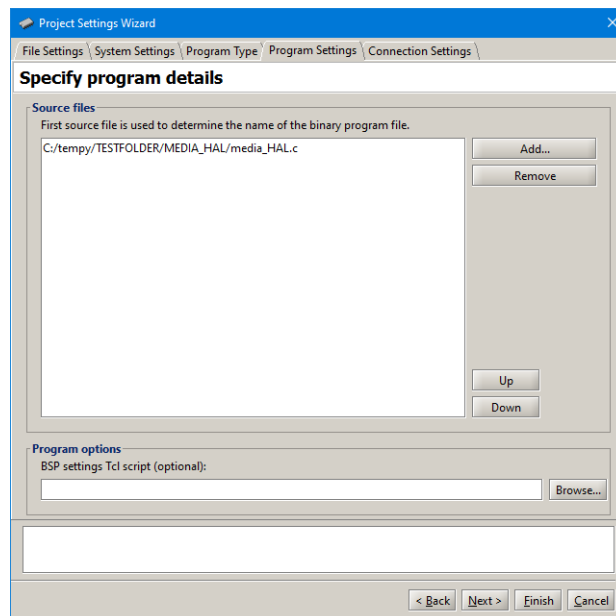 Project Settings Wizard
File Settings System Settings Program Type Program Settings Connection Settings
Specify program details
Source files
First source file is used to determine the name of the binary program file.
C:/tempy/TESTFOLDER/MEDIA_HAL/media_HAL.c
Add...
Remove
Up
Down
Program options
BSP settings Tcl script (optional):
Browse...
< Back Next > Finish Cancel